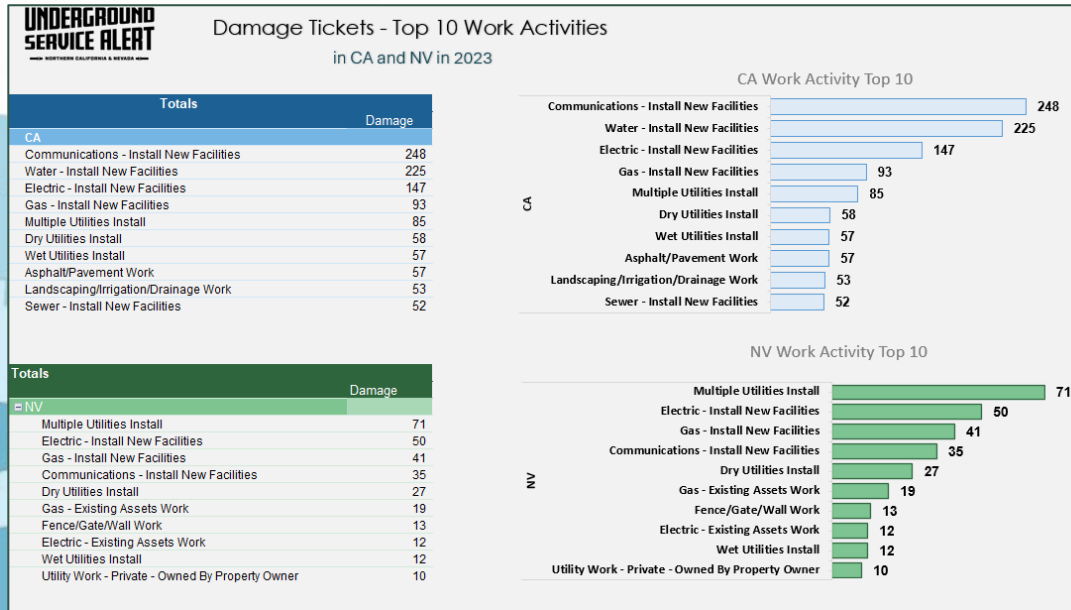 UNDERGROUND
SERVICE ALERT
NORTHERN CALIFORNIA & NEVADA
Damage Tickets - Top 10 Work Activities
in CA and NV in 2023
Totals
Damage
CA
Communications - Install New Facilities 248
Water - Install New Facilities 225
Electric - Install New Facilities 147
Gas - Install New Facilities 93
Multiple Utilities Install 85
Dry Utilities Install 58
Wet Utilities Install 57
Asphalt/Pavement Work 57
Landscaping/Irrigation/Drainage Work 53
Sewer - Install New Facilities 52
CA Work Activity Top 10
CA
Communications - Install New Facilities 248
Water - Install New Facilities 225
Electric - Install New Facilities 147
Gas - Install New Facilities 93
Multiple Utilities Install 85
Dry Utilities Install 58
Wet Utilities Install 57
Asphalt/Pavement Work 57
Landscaping/Irrigation/Drainage Work 53
Sewer - Install New Facilities 52
Totals
Damage
NV
Multiple Utilities Install 71
Electric - Install New Facilities 50
Gas - Install New Facilities 41
Communications - Install New Facilities 35
Dry Utilities Install 27
Gas - Existing Assets Work 19
Fence/Gate/Wall Work 13
Electric - Existing Assets Work 12
Wet Utilities Install 12
Utility Work - Private - Owned By Property Owner 10
NV Work Activity Top 10
NV
Multiple Utilities Install 71
Electric - Install New Facilities 50
Gas - Install New Facilities 41
Communications - Install New Facilities 35
Dry Utilities Install 27
Gas - Existing Assets Work 19
Fence/Gate/Wall Work 13
Electric - Existing Assets Work 12
Wet Utilities Install 12
Utility Work - Private - Owned By Property Owner 10